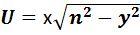 U = x√(n² − y²)